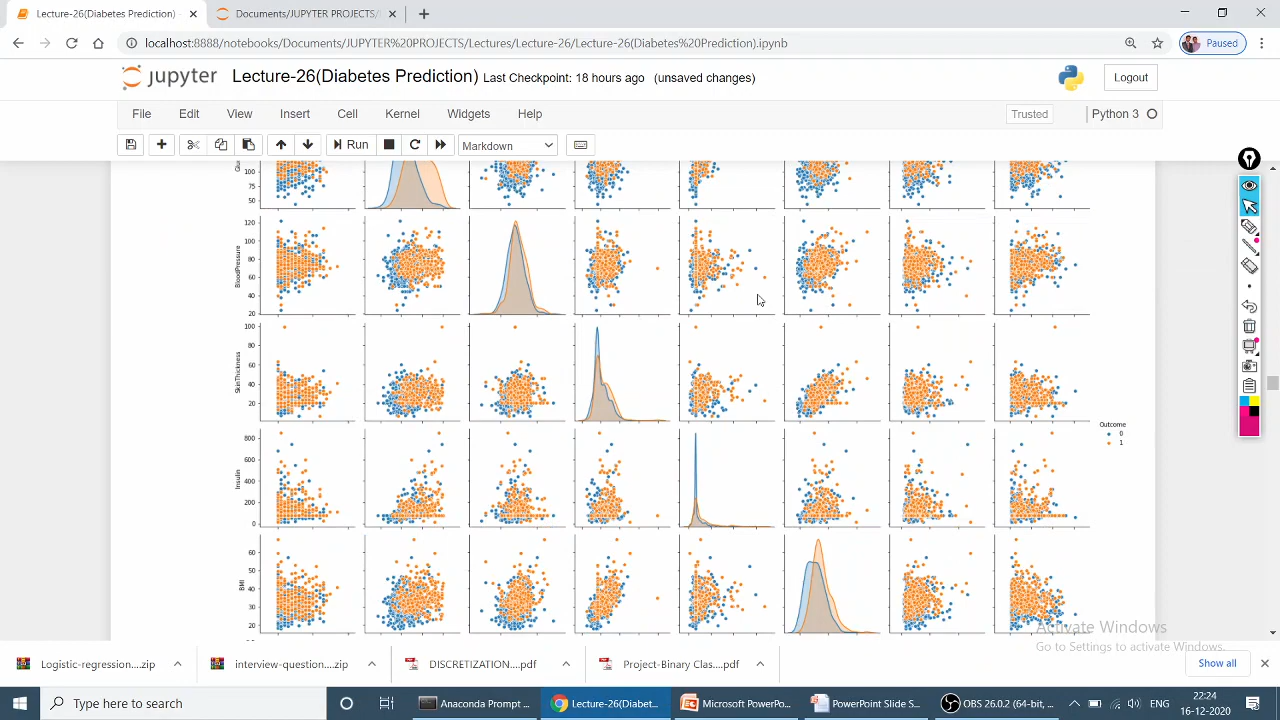 Lecture-26(Diabetes Prediction)
Documents/JUPYTER PROJECTS/
localhost:8888/notebooks/Documents/JUPYTER%20PROJECTS/Lectures/Lecture-26/Lecture-26(Diabetes%20Prediction).ipynb
Paused
jupyter Lecture-26(Diabetes Prediction) Last Checkpoint: 18 hours ago (unsaved changes)
Logout
File Edit View Insert Cell Kernel Widgets Help
Trusted Python 3
Run Markdown
100
75
50
120
100
80
60
40
20
BloodPressure
100
80
60
40
20
SkinThickness
800
600
400
200
0
Insulin
60
50
40
30
20
BMI
Outcome
0
1
Activate Windows
Go to Settings to activate Windows.
Logistic-regression....zip interview-question....zip DISCRETIZATION....pdf Project-Binary Clas....pdf Show all
Type here to search
Anaconda Prompt ... Lecture-26(Diabet... Microsoft PowerPo... PowerPoint Slide S... OBS 26.0.2 (64-bit, ...
ENG
22:24
16-12-2020